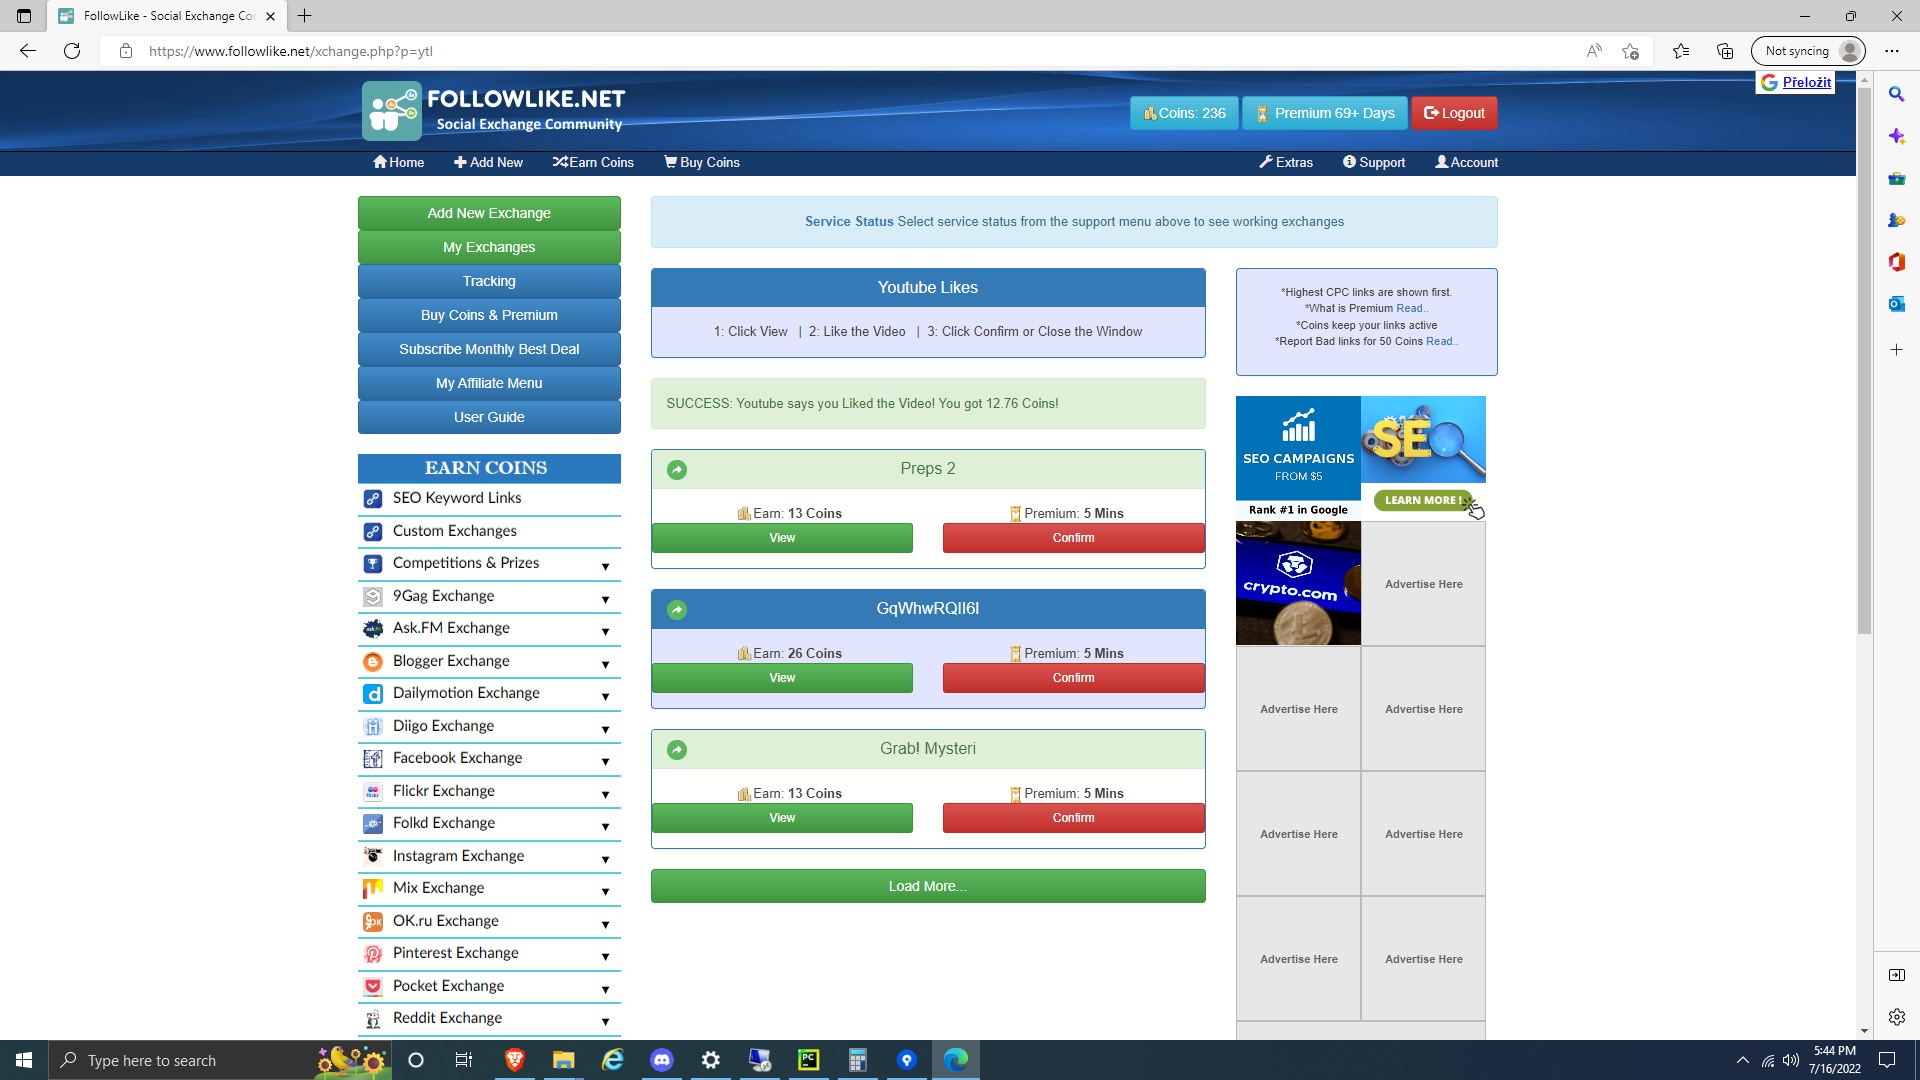 FollowLike - Social Exchange Cor
https://www.followlike.net/xchange.php?p=ytl
Not syncing
Přeložit
FOLLOWLIKE.NET
Social Exchange Community
Coins: 236
Premium 69+ Days
Logout
Home
Add New
Earn Coins
Buy Coins
Extras
Support
Account
Add New Exchange
My Exchanges
Tracking
Buy Coins & Premium
Subscribe Monthly Best Deal
My Affiliate Menu
User Guide
EARN COINS
SEO Keyword Links
Custom Exchanges
Competitions & Prizes
9Gag Exchange
Ask.FM Exchange
Blogger Exchange
Dailymotion Exchange
Diigo Exchange
Facebook Exchange
Flickr Exchange
Folkd Exchange
Instagram Exchange
Mix Exchange
OK.ru Exchange
Pinterest Exchange
Pocket Exchange
Reddit Exchange
Service Status Select service status from the support menu above to see working exchanges
Youtube Likes
1: Click View | 2: Like the Video | 3: Click Confirm or Close the Window
SUCCESS: Youtube says you Liked the Video! You got 12.76 Coins!
Preps 2
Earn: 13 Coins
Premium: 5 Mins
View
Confirm
GqWhwRQII6I
Earn: 26 Coins
Premium: 5 Mins
View
Confirm
Grab! Mysteri
Earn: 13 Coins
Premium: 5 Mins
View
Confirm
Load More...
*Highest CPC links are shown first.
*What is Premium Read..
*Coins keep your links active
*Report Bad links for 50 Coins Read..
SEO CAMPAIGNS
FROM $5
Rank #1 in Google
SE
LEARN MORE !
crypto.com
Advertise Here
Advertise Here
Advertise Here
Advertise Here
Advertise Here
Advertise Here
Advertise Here
Type here to search
PC
5:44 PM
7/16/2022